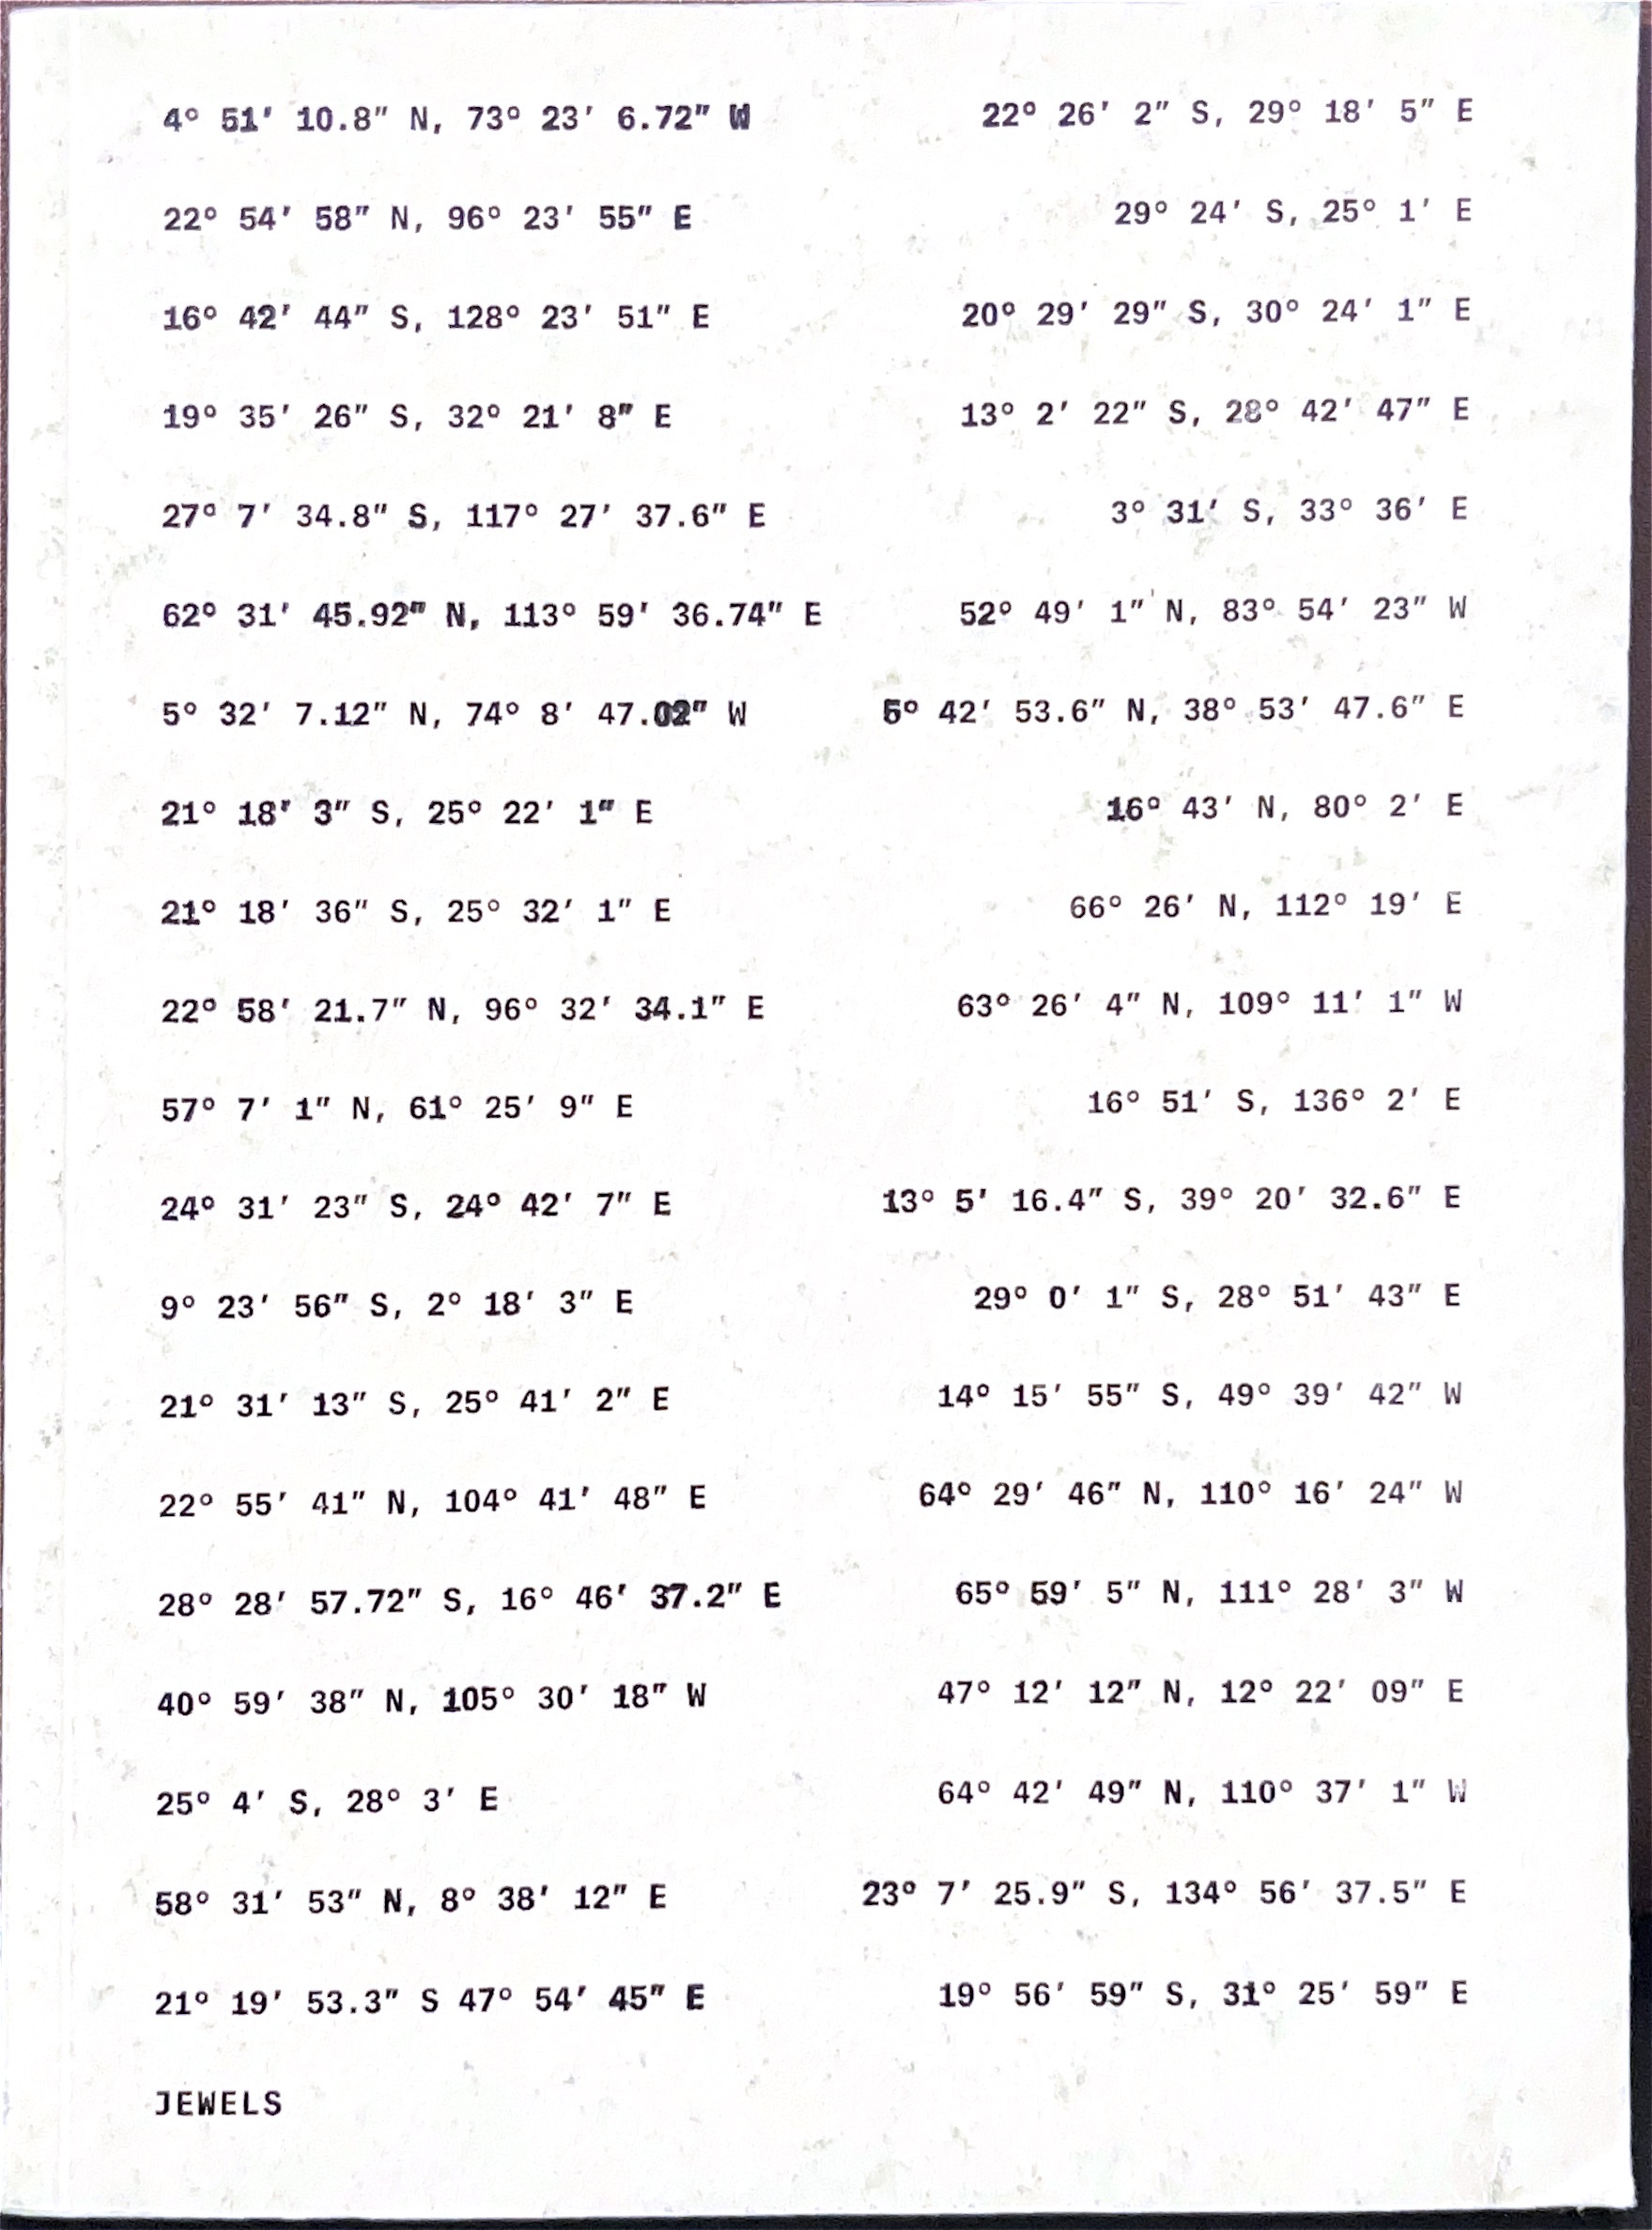 4° 51′ 10.8″ N, 73° 23′ 6.72″ W
22° 54′ 58″ N, 96° 23′ 55″ E
16° 42′ 44″ S, 128° 23′ 51″ E
19° 35′ 26″ S, 32° 21′ 8″ E
27° 7′ 34.8″ S, 117° 27′ 37.6″ E
62° 31′ 45.92″ N, 113° 59′ 36.74″ E
5° 32′ 7.12″ N, 74° 8′ 47.02″ W
21° 18′ 3″ S, 25° 22′ 1″ E
21° 18′ 36″ S, 25° 32′ 1″ E
22° 58′ 21.7″ N, 96° 32′ 34.1″ E
57° 7′ 1″ N, 61° 25′ 9″ E
24° 31′ 23″ S, 24° 42′ 7″ E
9° 23′ 56″ S, 2° 18′ 3″ E
21° 31′ 13″ S, 25° 41′ 2″ E
22° 55′ 41″ N, 104° 41′ 48″ E
28° 28′ 57.72″ S, 16° 46′ 37.2″ E
40° 59′ 38″ N, 105° 30′ 18″ W
25° 4′ S, 28° 3′ E
58° 31′ 53″ N, 8° 38′ 12″ E
21° 19′ 53.3″ S 47° 54′ 45″ E
JEWELS
22° 26′ 2″ S, 29° 18′ 5″ E
29° 24′ S, 25° 1′ E
20° 29′ 29″ S, 30° 24′ 1″ E
13° 2′ 22″ S, 28° 42′ 47″ E
3° 31′ S, 33° 36′ E
52° 49′ 1″ N, 83° 54′ 23″ W
5° 42′ 53.6″ N, 38° 53′ 47.6″ E
16° 43′ N, 80° 2′ E
66° 26′ N, 112° 19′ E
63° 26′ 4″ N, 109° 11′ 1″ W
16° 51′ S, 136° 2′ E
13° 5′ 16.4″ S, 39° 20′ 32.6″ E
29° 0′ 1″ S, 28° 51′ 43″ E
14° 15′ 55″ S, 49° 39′ 42″ W
64° 29′ 46″ N, 110° 16′ 24″ W
65° 59′ 5″ N, 111° 28′ 3″ W
47° 12′ 12″ N, 12° 22′ 09″ E
64° 42′ 49″ N, 110° 37′ 1″ W
23° 7′ 25.9″ S, 134° 56′ 37.5″ E
19° 56′ 59″ S, 31° 25′ 59″ E